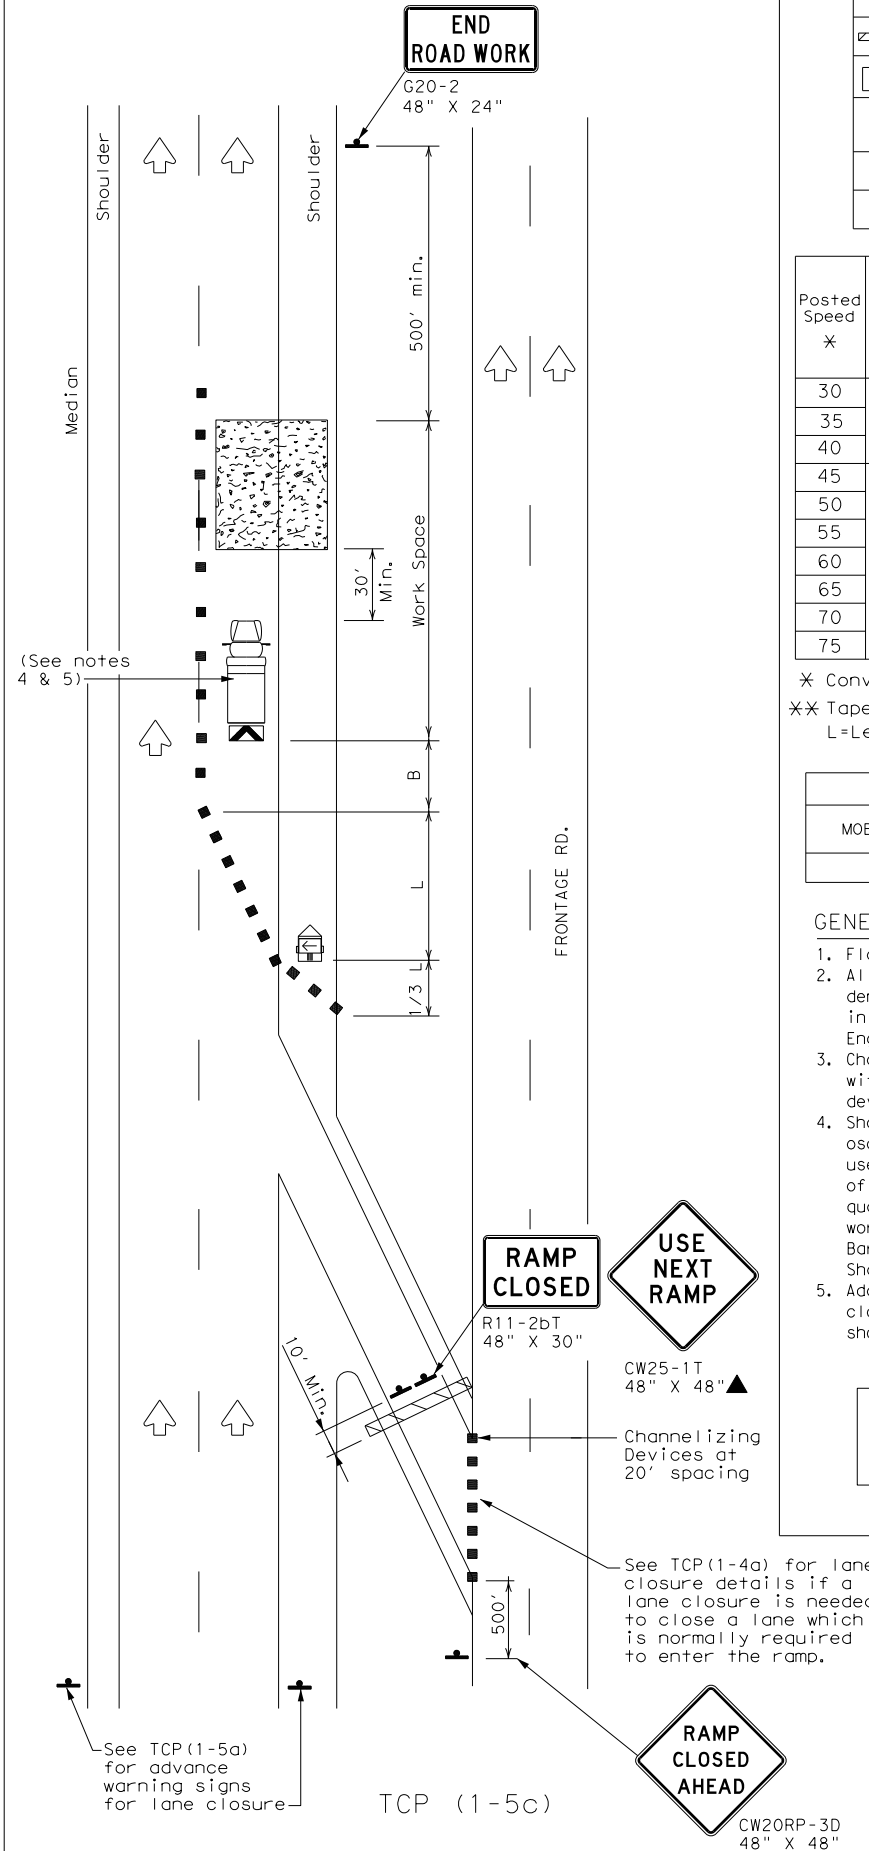 END
ROAD WORK
G20-2
48" X 24"
Shoulder
Shoulder
500' min.
Median
Work Space
30'
Min.
(See notes
4 & 5)
B
L
1/3 L
FRONTAGE RD.
RAMP
CLOSED
R11-2bT
48" X 30"
USE
NEXT
RAMP
CW25-1T
48" X 48"
10' Min.
Channelizing
Devices at
20' spacing
See TCP(1-4a) for lane
closure details if a
lane closure is needed
to close a lane which
is normally required
to enter the ramp.
500'
See TCP(1-5a)
for advance
warning signs
for lane closure
TCP (1-5c)
RAMP
CLOSED
AHEAD
CW20RP-3D
48" X 48"
Posted
Speed
*
30
35
40
45
50
55
60
65
70
75
* Conv
** Tape
L=Le
MOB
GENE
1. Fl
2. Al
der
in
3. Cha
wit
dev
4. Sho
osc
use
of
qua
wor
Bar
Sho
5. Add
clo
sho